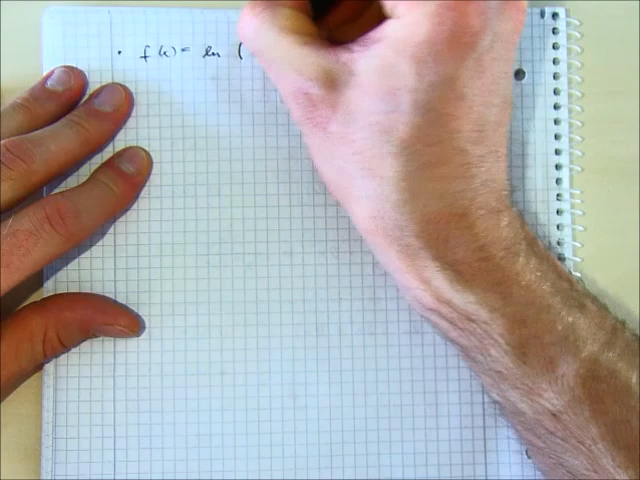 • f(x) = ln (